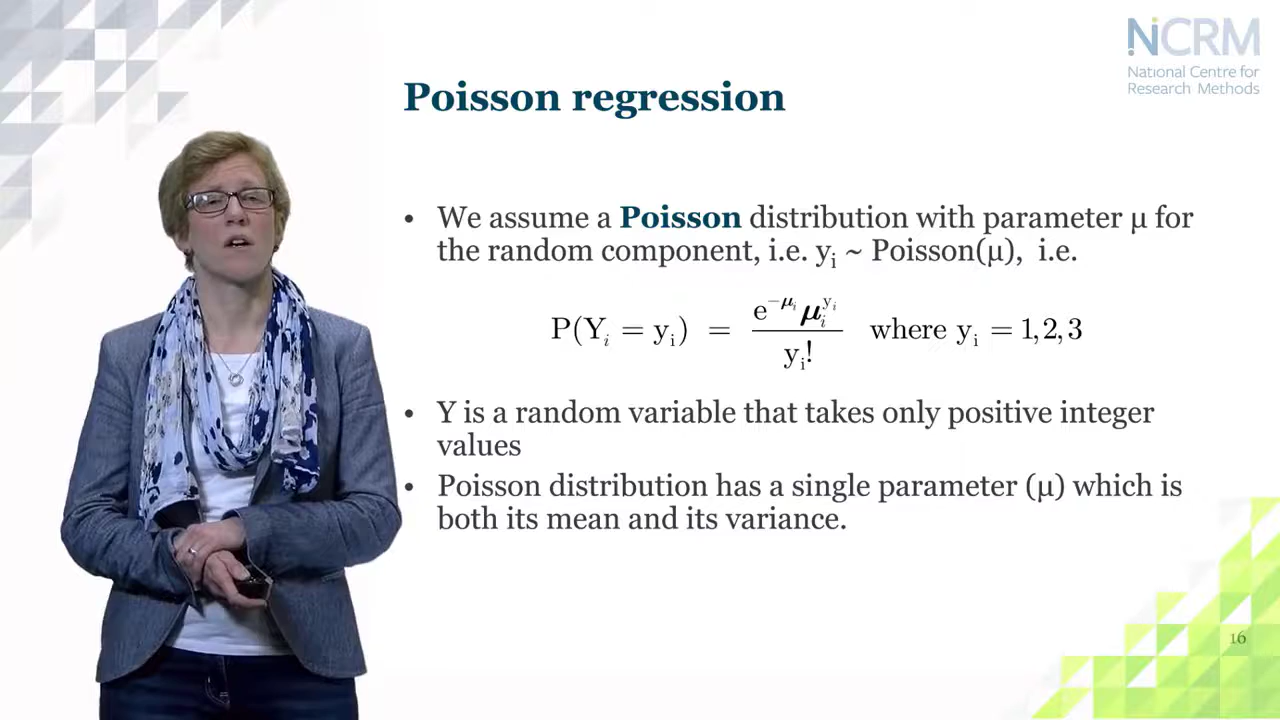 NCRM
National Centre for
Research Methods
Poisson regression
• We assume a Poisson distribution with parameter μ for
the random component, i.e. yᵢ ~ Poisson(μ), i.e.
P(Yᵢ = yᵢ) = e^{−μᵢ} μᵢ^{yᵢ} / yᵢ! where yᵢ = 1, 2, 3
• Y is a random variable that takes only positive integer
values
• Poisson distribution has a single parameter (μ) which is
both its mean and its variance.
16